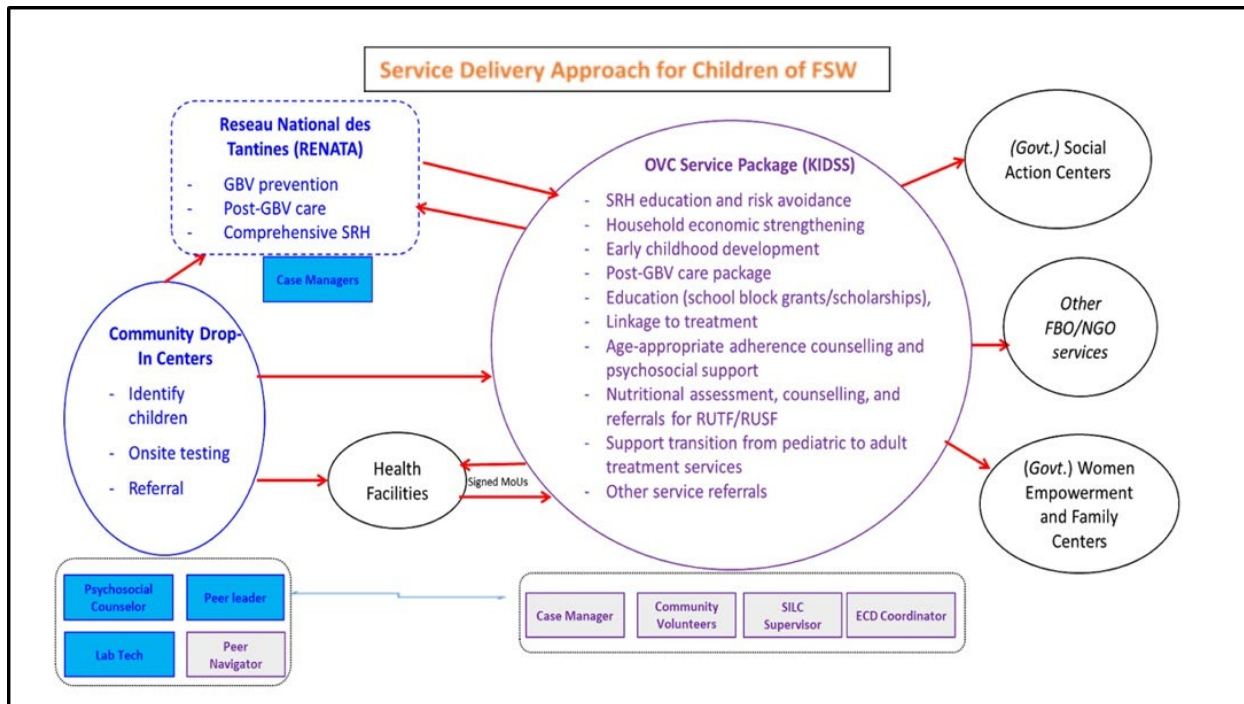 Service Delivery Approach for Children of FSW
Reseau National des
Tantines (RENATA)
- GBV prevention
- Post-GBV care
- Comprehensive SRH
Case Managers
Community Drop-
In Centers
- Identify
children
- Onsite testing
- Referral
Health
Facilities
Signed MoUs
OVC Service Package (KIDSS)
- SRH education and risk avoidance
- Household economic strengthening
- Early childhood development
- Post-GBV care package
- Education (school block grants/scholarships),
- Linkage to treatment
- Age-appropriate adherence counselling and
psychosocial support
- Nutritional assessment, counselling, and
referrals for RUTF/RUSF
- Support transition from pediatric to adult
treatment services
- Other service referrals
(Govt.) Social
Action Centers
Other
FBO/NGO
services
(Govt.) Women
Empowerment
and Family
Centers
Psychosocial
Counselor
Peer leader
Lab Tech
Peer
Navigator
Case Manager
Community
Volunteers
SILC
Supervisor
ECD Coordinator